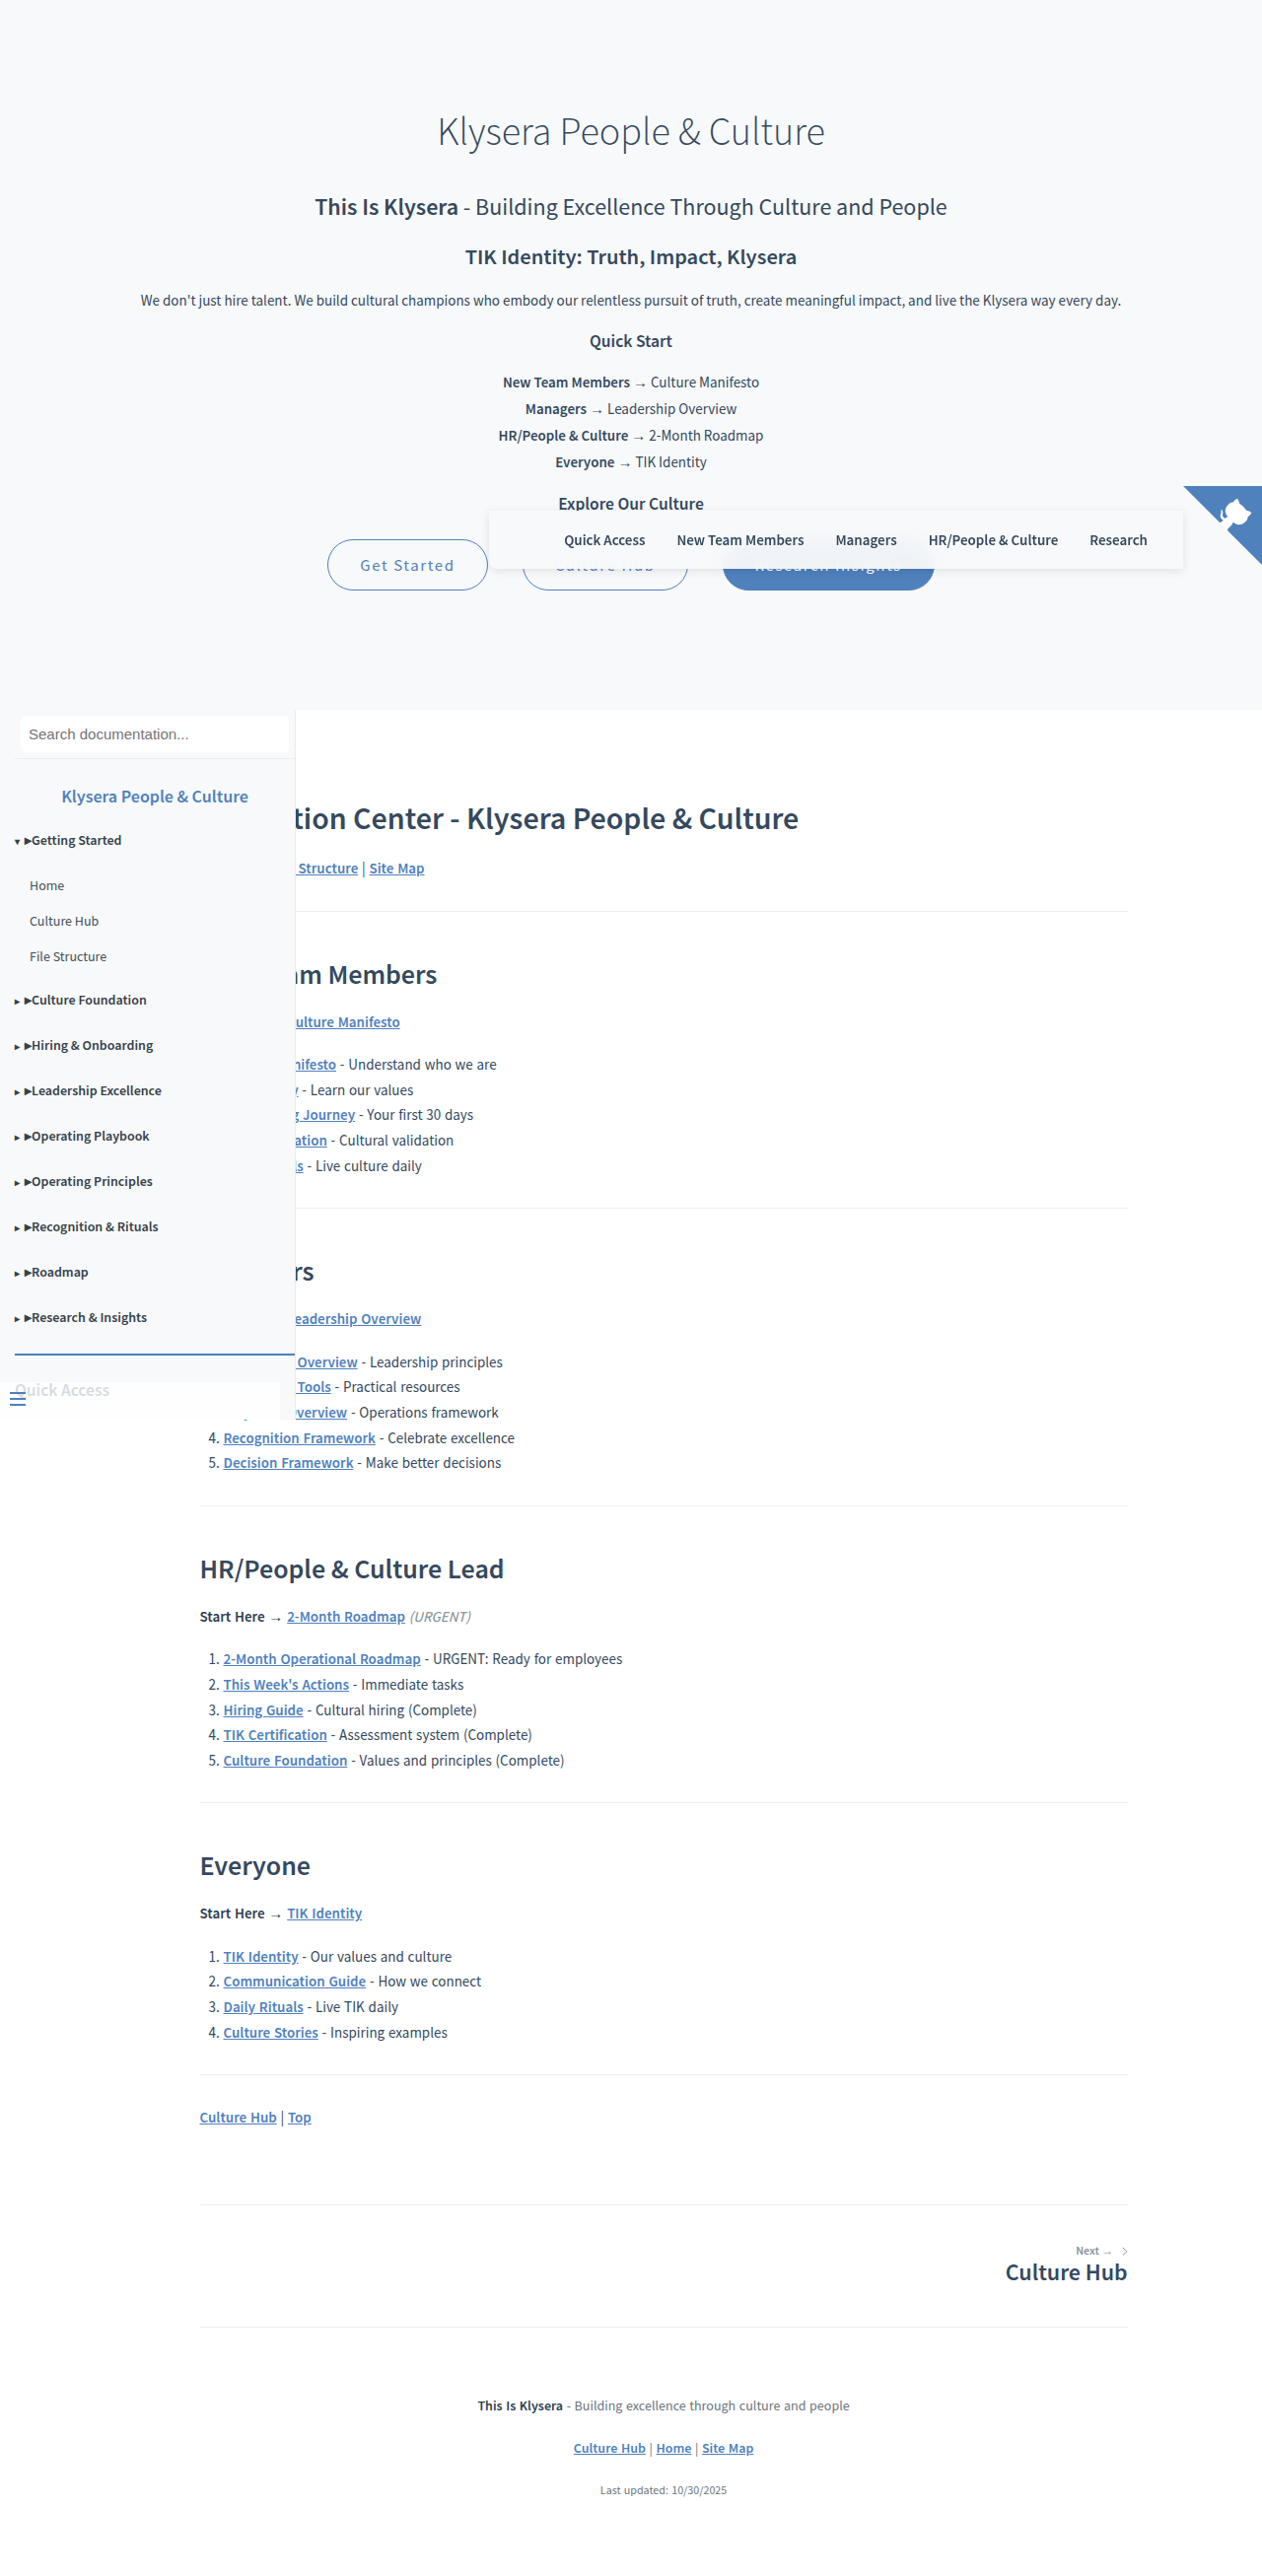 Klysera People & Culture
This Is Klysera - Building Excellence Through Culture and People
TIK Identity: Truth, Impact, Klysera
We don't just hire talent. We build cultural champions who embody our relentless pursuit of truth, create meaningful impact, and live the Klysera way every day.
Quick Start
New Team Members → Culture Manifesto
Managers → Leadership Overview
HR/People & Culture → 2-Month Roadmap
Everyone → TIK Identity
Explore Our Culture
Quick Access New Team Members Managers HR/People & Culture Research
Get Started Culture Hub Research Insights
Search documentation...
Klysera People & Culture
▾ ▶Getting Started
Home
Culture Hub
File Structure
▸ ▶Culture Foundation
▸ ▶Hiring & Onboarding
▸ ▶Leadership Excellence
▸ ▶Operating Playbook
▸ ▶Operating Principles
▸ ▶Recognition & Rituals
▸ ▶Roadmap
▸ ▶Research & Insights
Quick Access
Center - Klysera People & Culture
Structure | Site Map
Members
Manifesto
- Understand who we are
- Learn our values
Journey - Your first 30 days
- Cultural validation
- Live culture daily
Overview
Overview - Leadership principles
Tools - Practical resources
- Operations framework
4. Recognition Framework - Celebrate excellence
5. Decision Framework - Make better decisions
HR/People & Culture Lead
Start Here → 2-Month Roadmap (URGENT)
1. 2-Month Operational Roadmap - URGENT: Ready for employees
2. This Week's Actions - Immediate tasks
3. Hiring Guide - Cultural hiring (Complete)
4. TIK Certification - Assessment system (Complete)
5. Culture Foundation - Values and principles (Complete)
Everyone
Start Here → TIK Identity
1. TIK Identity - Our values and culture
2. Communication Guide - How we connect
3. Daily Rituals - Live TIK daily
4. Culture Stories - Inspiring examples
Culture Hub | Top
Next →
Culture Hub
This Is Klysera - Building excellence through culture and people
Culture Hub | Home | Site Map
Last updated: 10/30/2025